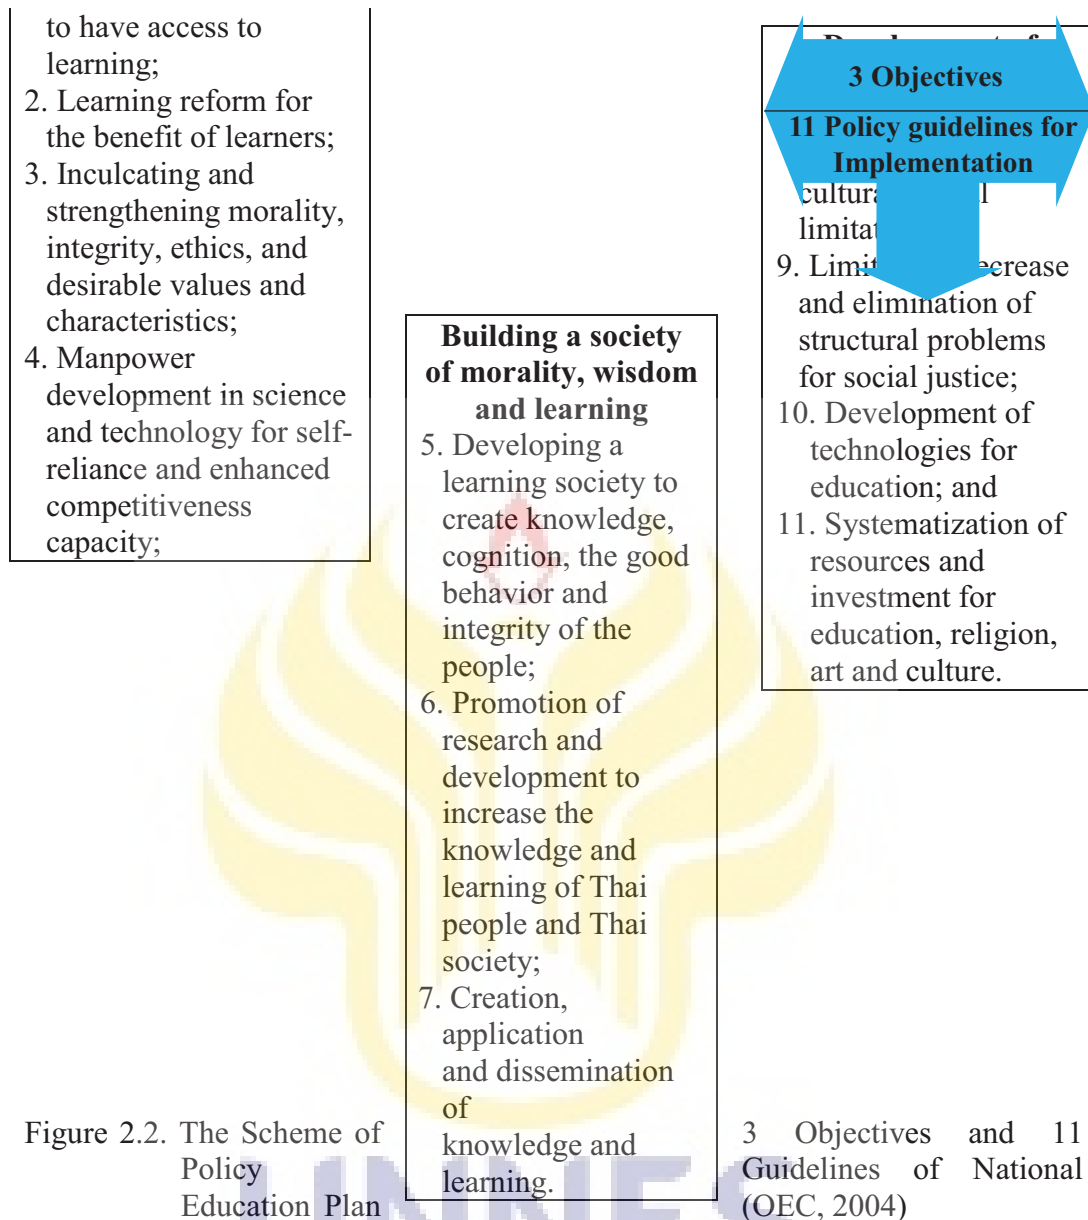 to have access to
learning;
2. Learning reform for
the benefit of learners;
3. Inculcating and
strengthening morality,
integrity, ethics, and
desirable values and
characteristics;
4. Manpower
development in science
and technology for self-
reliance and enhanced
competitiveness
capacity;
Building a society
of morality, wisdom
and learning
5. Developing a
learning society to
create knowledge,
cognition, the good
behavior and
integrity of the
people;
6. Promotion of
research and
development to
increase the
knowledge and
learning of Thai
people and Thai
society;
7. Creation,
application
and dissemination
of
knowledge and
learning.
3 Objectives
11 Policy guidelines for
Implementation
9.
and elimination of
structural problems
for social justice;
10. Development of
technologies for
education; and
11. Systematization of
resources and
investment for
education, religion,
art and culture.
Figure 2.2. The Scheme of 3 Objectives and 11
Policy Guidelines of National
Education Plan (OEC, 2004)
UNNES